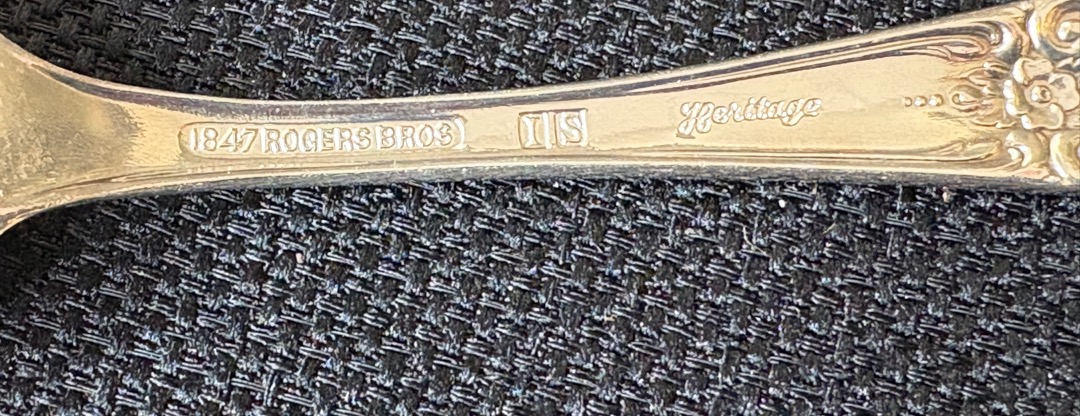 1847 ROGERS BROS. IS Heritage